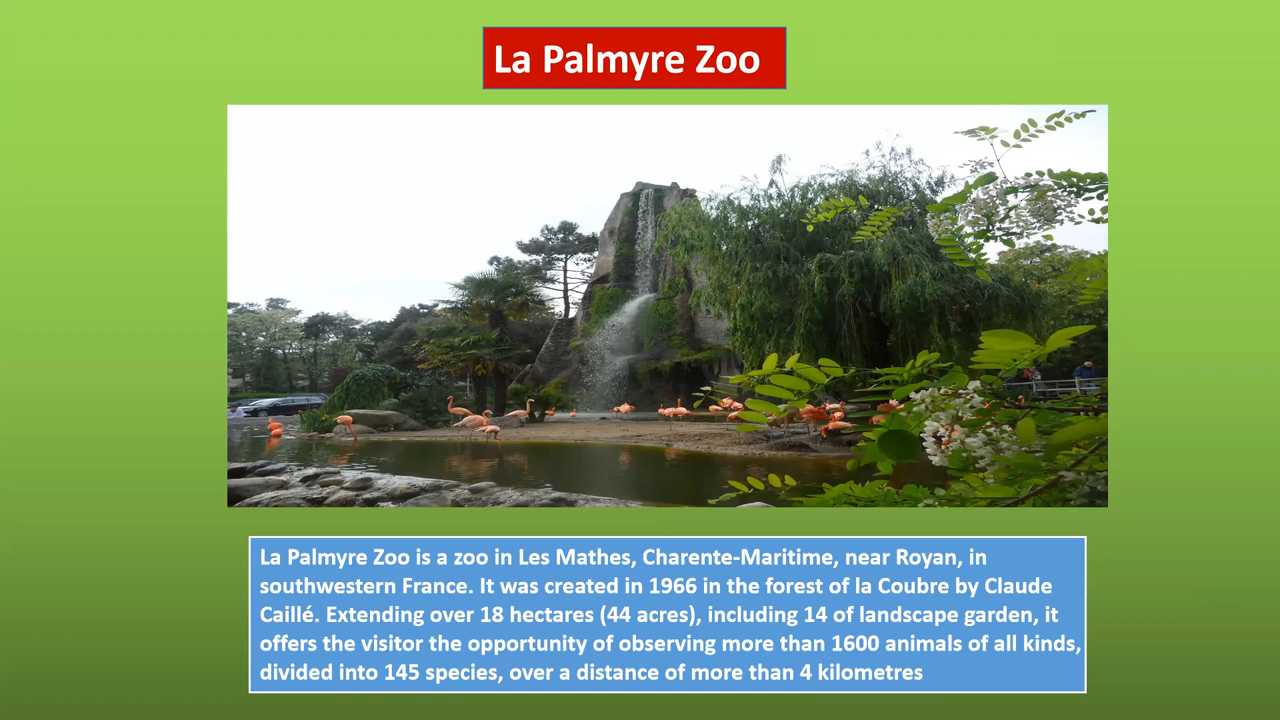 La Palmyre Zoo
La Palmyre Zoo is a zoo in Les Mathes, Charente-Maritime, near Royan, in
southwestern France. It was created in 1966 in the forest of la Coubre by Claude
Caillé. Extending over 18 hectares (44 acres), including 14 of landscape garden, it
offers the visitor the opportunity of observing more than 1600 animals of all kinds,
divided into 145 species, over a distance of more than 4 kilometres